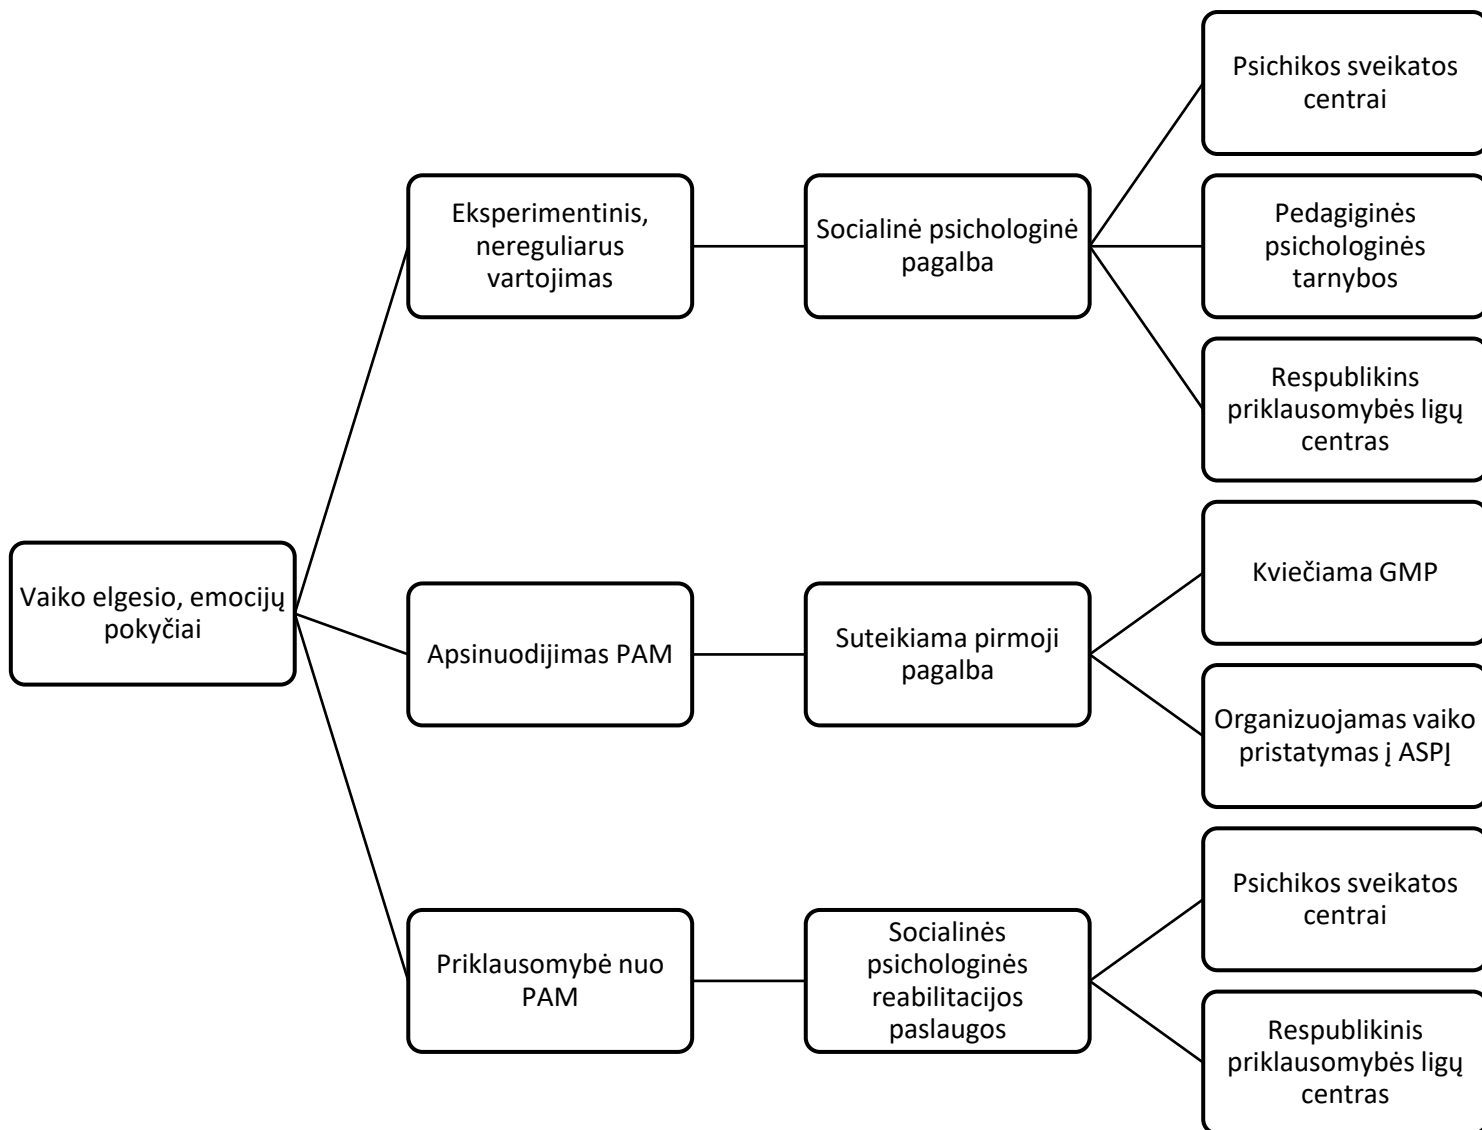 Vaiko elgesio, emocijų
pokyčiai
Eksperimentinis,
nereguliarus
vartojimas
Socialinė psichologinė
pagalba
Psichikos sveikatos
centrai
Pedagiginės
psichologinės
tarnybos
Respublikins
priklausomybės ligų
centras
Apsinuodijimas PAM
Suteikiama pirmoji
pagalba
Kviečiama GMP
Organizuojamas vaiko
pristatymas į ASPĮ
Priklausomybė nuo
PAM
Socialinės
psichologinės
reabilitacijos
paslaugos
Psichikos sveikatos
centrai
Respublikinis
priklausomybės ligų
centras